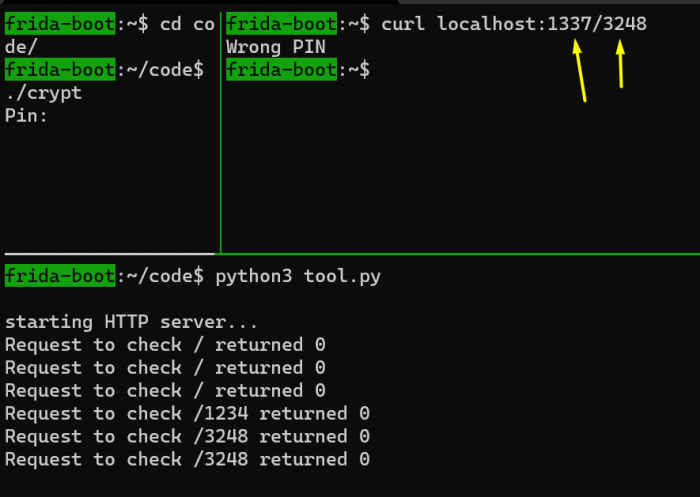 frida-boot:~$ cd co
de/
frida-boot:~/code$
./crypt
Pin:
frida-boot:~$ curl localhost:1337/3248
Wrong PIN
frida-boot:~$
frida-boot:~/code$ python3 tool.py
starting HTTP server...
Request to check / returned 0
Request to check / returned 0
Request to check / returned 0
Request to check /1234 returned 0
Request to check /3248 returned 0
Request to check /3248 returned 0